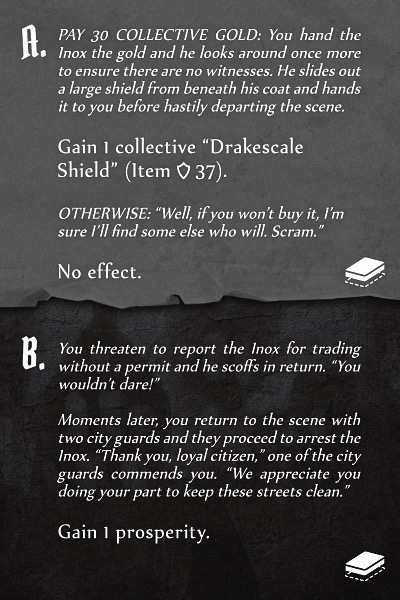 A. PAY 30 COLLECTIVE GOLD: You hand the
Inox the gold and he looks around once more
to ensure there are no witnesses. He slides out
a large shield from beneath his coat and hands
it to you before hastily departing the scene.
Gain 1 collective “Drakescale
Shield” (Item 37).
OTHERWISE: “Well, if you won’t buy it, I’m
sure I’ll find some else who will. Scram.”
No effect.
B. You threaten to report the Inox for trading
without a permit and he scoffs in return. “You
wouldn’t dare!”
Moments later, you return to the scene with
two city guards and they proceed to arrest the
Inox. “Thank you, loyal citizen,” one of the city
guards commends you. “We appreciate you
doing your part to keep these streets clean.”
Gain 1 prosperity.